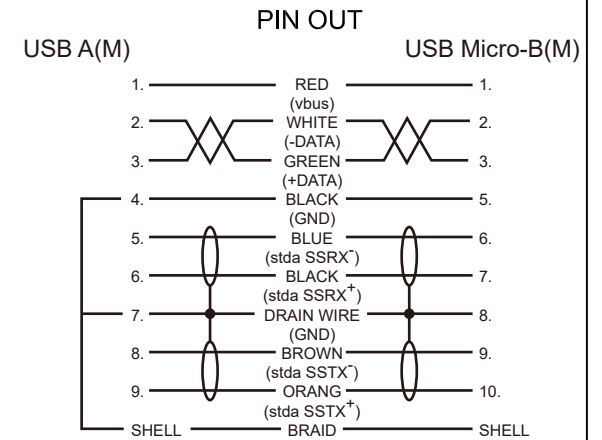 PIN OUT
USB A(M) USB Micro-B(M)
1. RED 1.
(vbus)
2. WHITE 2.
(-DATA)
3. GREEN 3.
(+DATA)
4. BLACK 5.
(GND)
5. BLUE 6.
(stda SSRX-)
6. BLACK 7.
(stda SSRX+)
7. DRAIN WIRE 8.
(GND)
8. BROWN 9.
(stda SSTX-)
9. ORANG 10.
(stda SSTX+)
SHELL BRAID SHELL